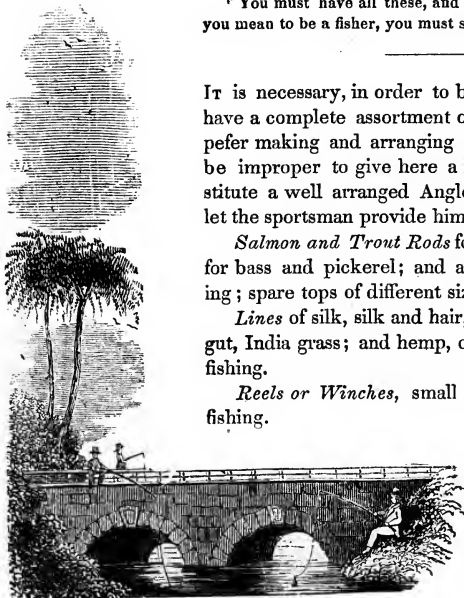 " You must have all these, and
you mean to be a fisher, you must s
IT is necessary, in order to b
have a complete assortment o
pefer making and arranging
be improper to give here a
stitute a well arranged Angle
let the sportsman provide him
Salmon and Trout Rods fo
for bass and pickerel; and a
ing; spare tops of different siz
Lines of silk, silk and hair,
gut, India grass; and hemp, c
fishing.
Reels or Winches, small
fishing.